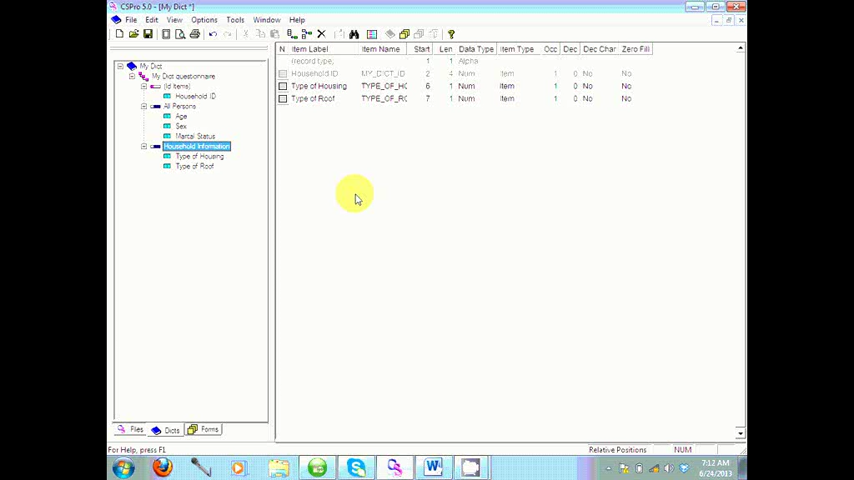 CSPro 5.0 - [My Dict *]
File Edit View Options Tools Window Help
N Item Label Item Name Start Len Data Type Item Type Occ Dec Dec Char Zero Fill
(record type) 1 1 Alpha
Household ID MY_DICT_ID 2 4 Num Item 1 0 No No
Type of Housing TYPE_OF_HO 6 1 Num Item 1 0 No No
Type of Roof TYPE_OF_RO 7 1 Num Item 1 0 No No
My Dict
My Dict questionnaire
(Id Items)
Household ID
All Persons
Age
Sex
Marital Status
Household Information
Type of Housing
Type of Roof
Files Dicts Forms
For Help, press F1
Relative Positions NUM
7:12 AM
6/24/2013